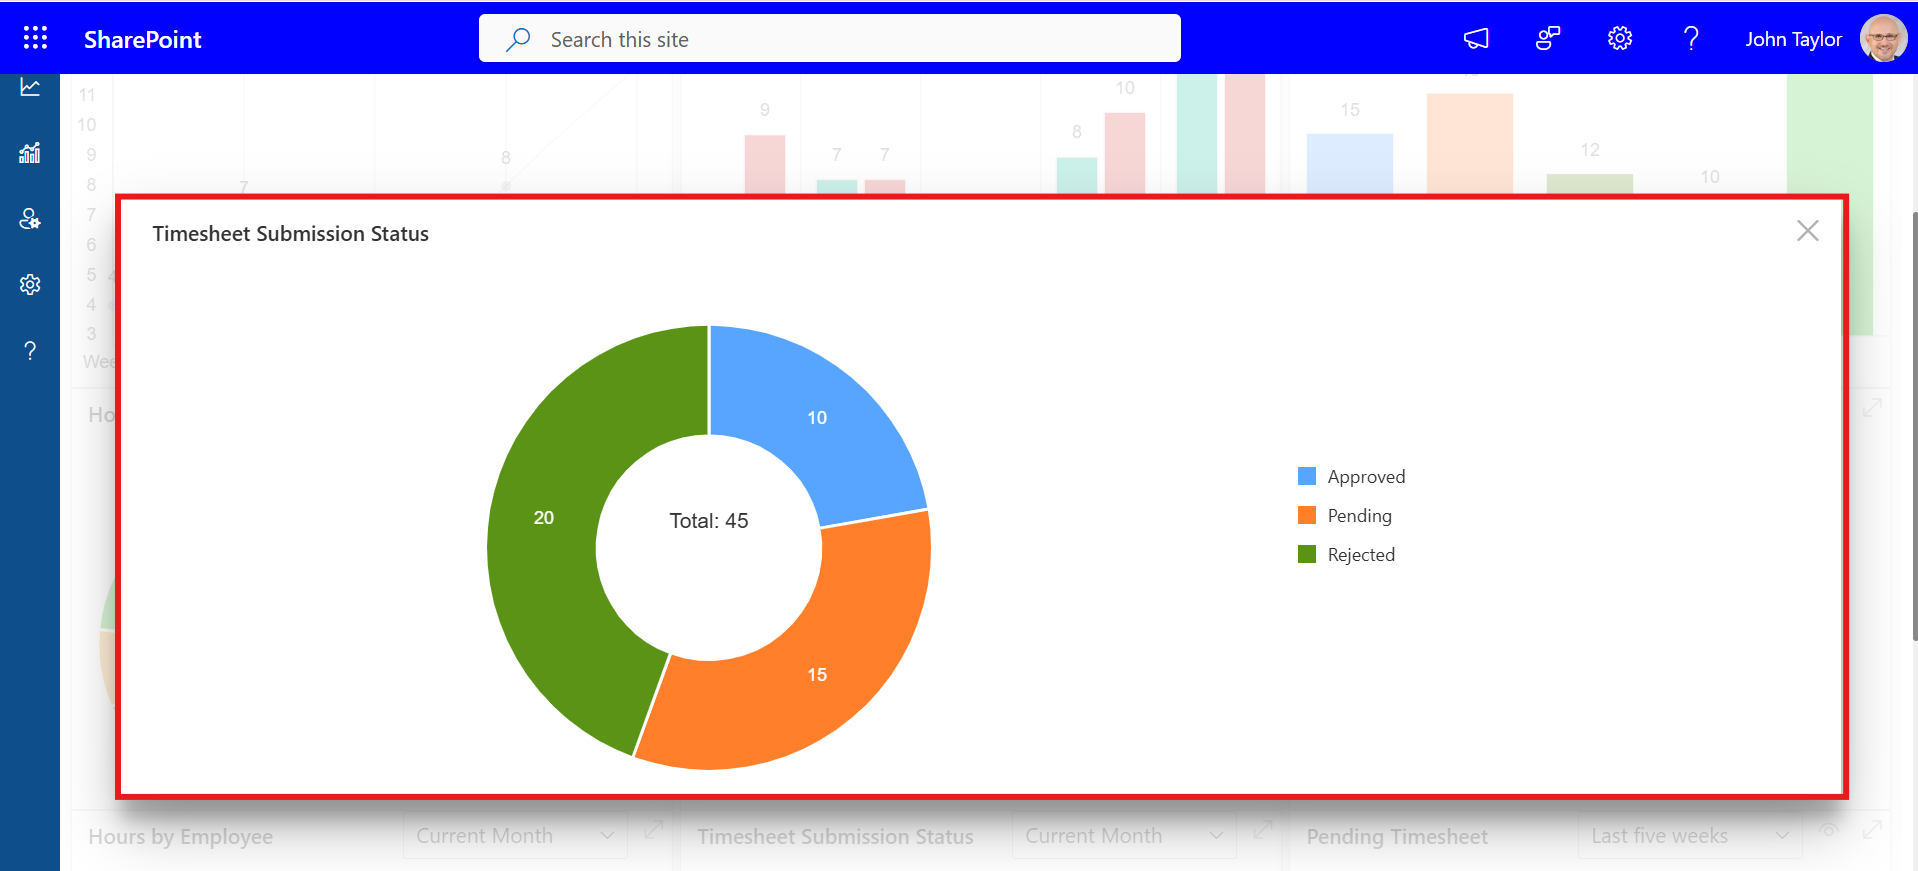 SharePoint
Search this site
John Taylor
11
10
9
8
7
6
5
4
3
7
8
9
7
7
8
10
15
12
10
Timesheet Submission Status
10
20
Total: 45
15
Approved
Pending
Rejected
Hours by Employee
Current Month
Timesheet Submission Status
Current Month
Pending Timesheet
Last five weeks